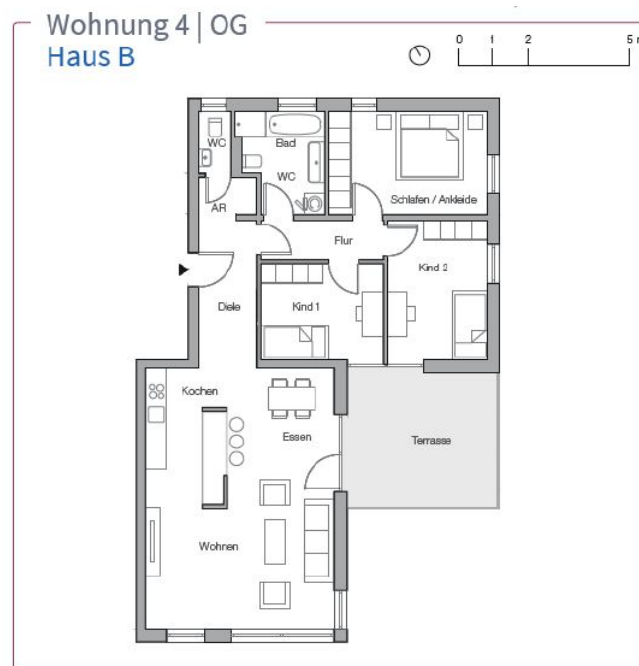 Wohnung 4 | OG
Haus B
0 1 2 5 m
WC
Bad
WC
AR
Schlafen / Ankleide
Flur
Kind 2
Diele
Kind 1
Kochen
Essen
Terrasse
Wohnen